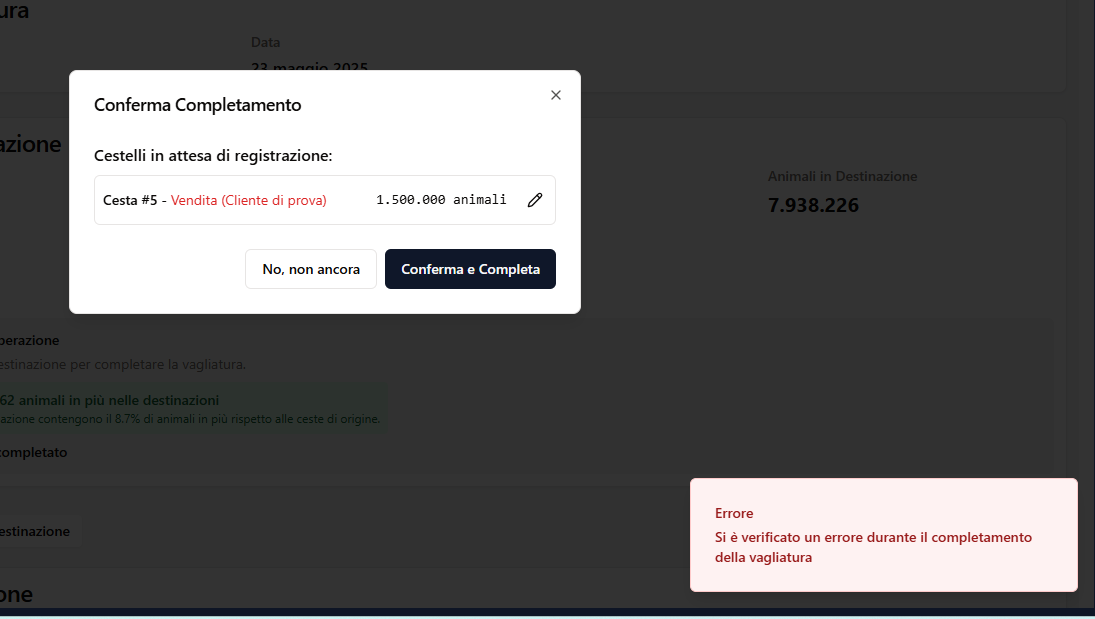 ura
Data
23 maggio 2025
Conferma Completamento
Cestelli in attesa di registrazione:
Cesta #5 - Vendita (Cliente di prova) 1.500.000 animali
No, non ancora
Conferma e Completa
azione
Animali in Destinazione
7.938.226
perazione
estinazione per completare la vagliatura.
62 animali in più nelle destinazioni
azione contengono il 8.7% di animali in più rispetto alle ceste di origine.
completato
estinazione
one
Errore
Si è verificato un errore durante il completamento
della vagliatura